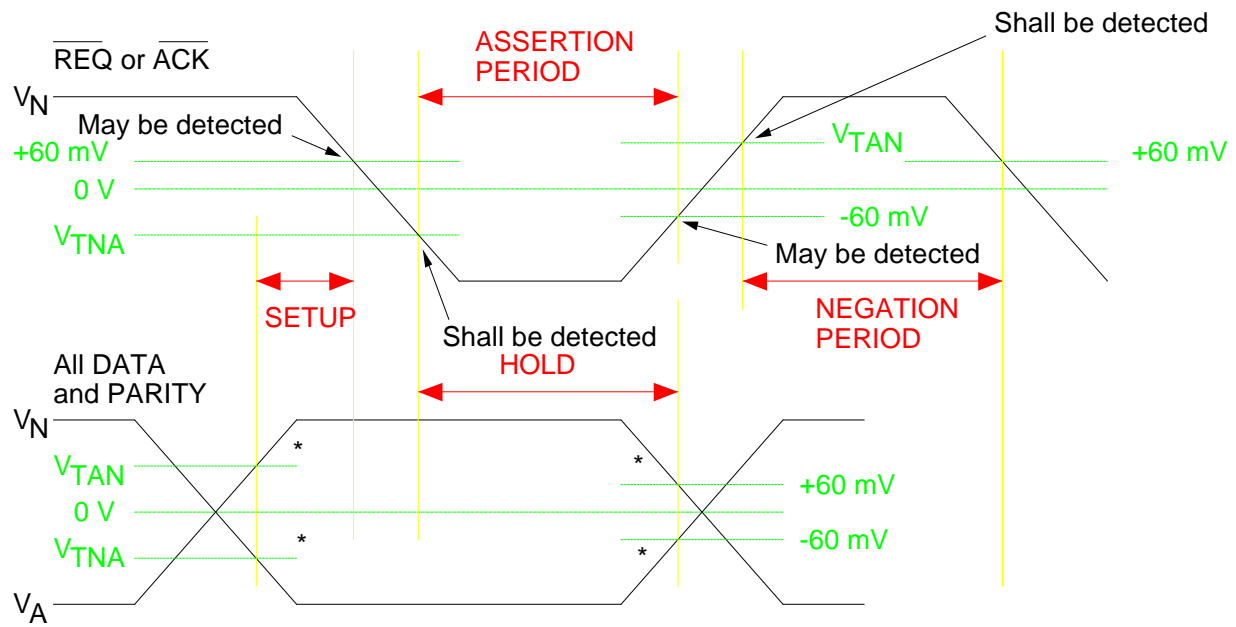 Shall be detected
REQ or ACK
ASSERTION
PERIOD
VN
May be detected
+60 mV
0 V
VTNA
VTAN
+60 mV
-60 mV
May be detected
SETUP
NEGATION
PERIOD
Shall be detected
HOLD
All DATA
and PARITY
VN
*
*
VTAN
+60 mV
0 V
VTNA
*
*
-60 mV
VA